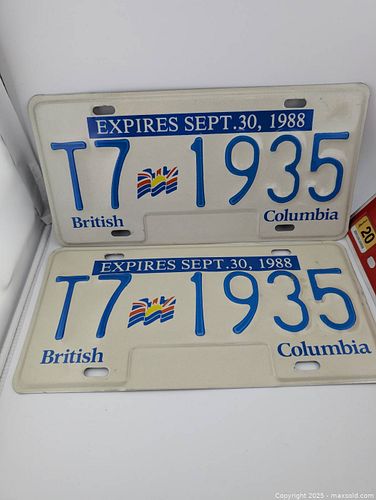 EXPIRES SEPT.30, 1988
T7 1935
British Columbia
EXPIRES SEPT.30, 1988
T7 1935
British Columbia
20
Copyright © 2025 - maxsold.com